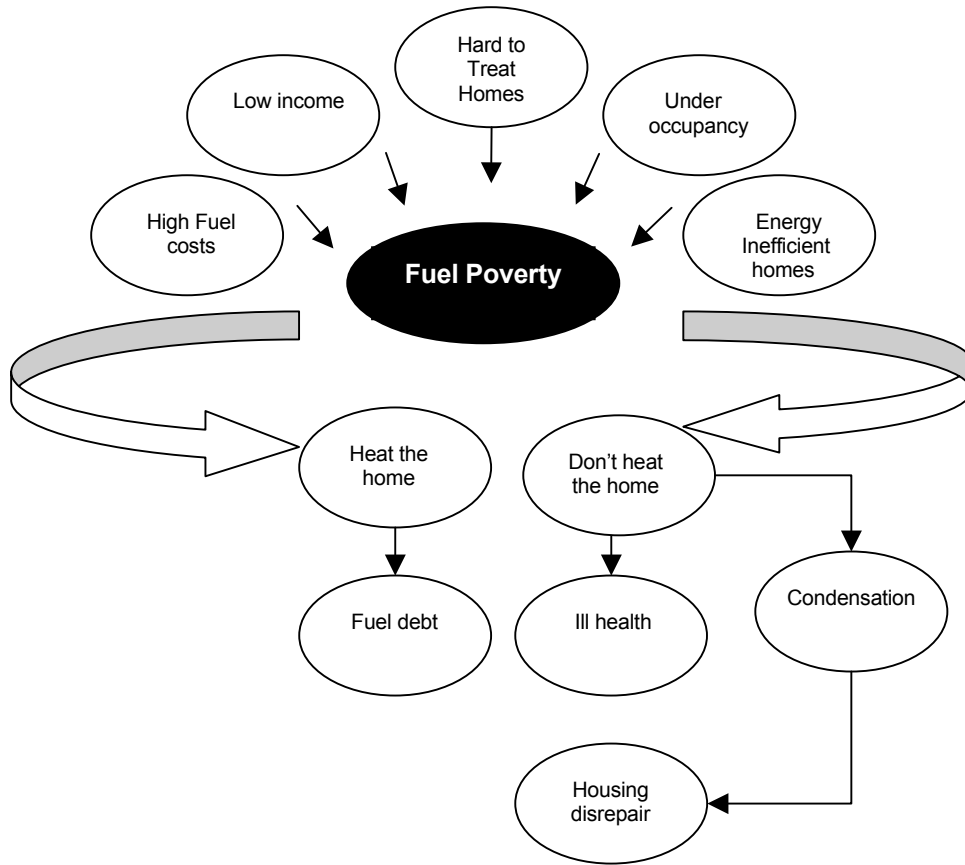 Hard to
Treat
Homes
Low income
Under
occupancy
High Fuel
costs
Energy
Inefficient
homes
Fuel Poverty
Heat the
home
Don’t heat
the home
Condensation
Fuel debt
Ill health
Housing
disrepair